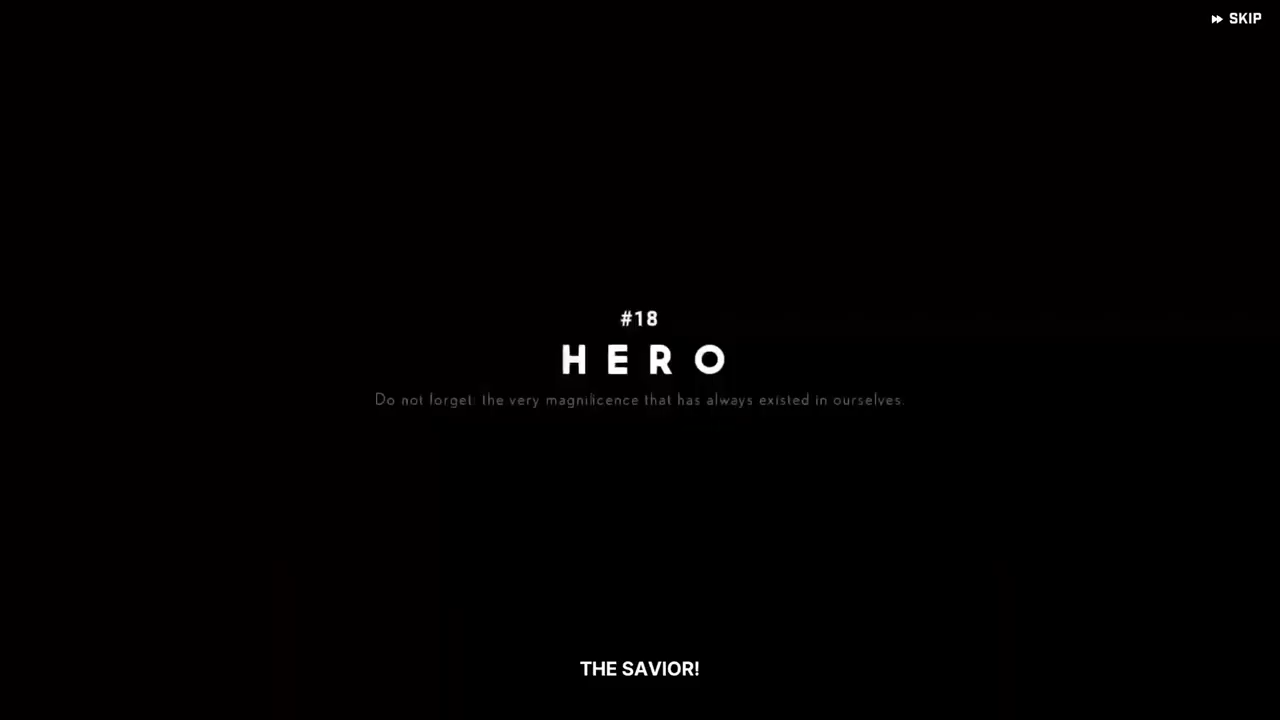 SKIP
#18
HERO
Do not forget: the very magnificence that has always existed in ourselves.
THE SAVIOR!